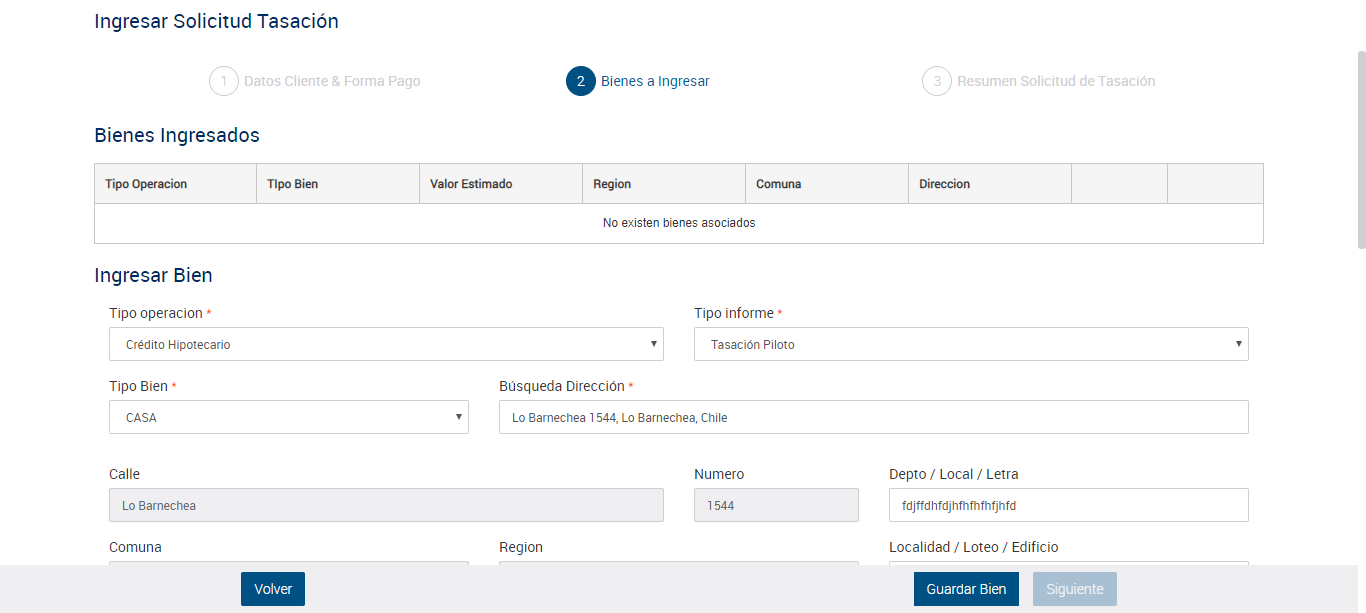 Ingresar Solicitud Tasación
1 Datos Cliente & Forma Pago
2 Bienes a Ingresar
3 Resumen Solicitud de Tasación
Bienes Ingresados
Tipo Operacion TIpo Bien Valor Estimado Region Comuna Direccion
No existen bienes asociados
Ingresar Bien
Tipo operacion * Tipo informe *
Crédito Hipotecario Tasación Piloto
Tipo Bien * Búsqueda Dirección *
CASA Lo Barnechea 1544, Lo Barnechea, Chile
Calle Numero Depto / Local / Letra
Lo Barnechea 1544 fdjffdhfdjhfhfhfhfjhfd
Comuna Region Localidad / Loteo / Edificio
Volver Guardar Bien Siguiente